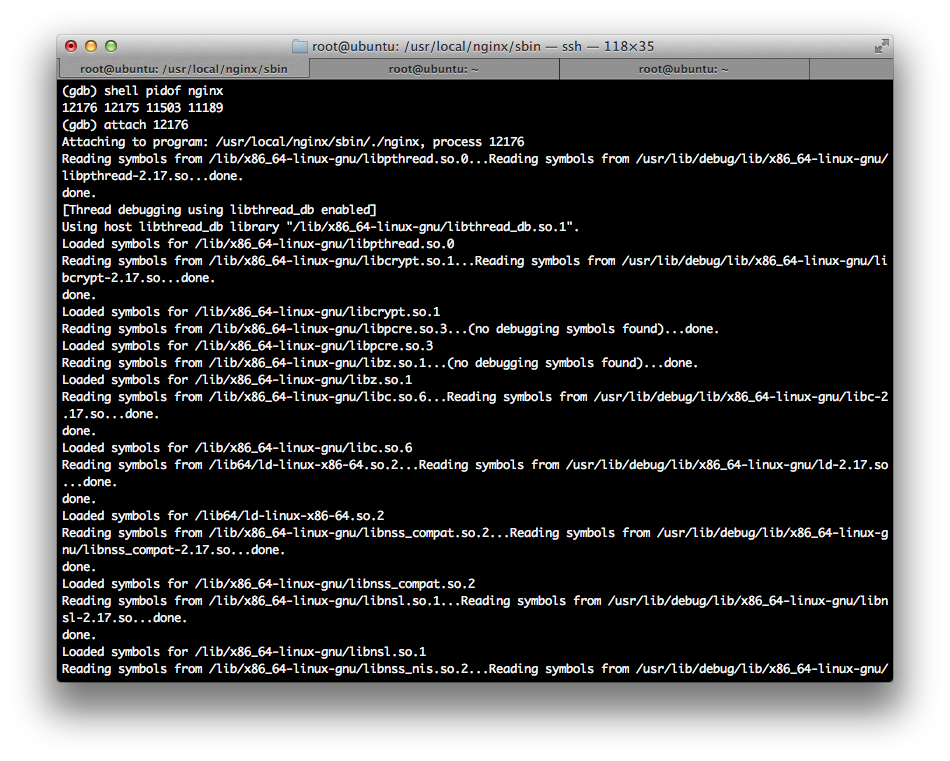 root@ubuntu: /usr/local/nginx/sbin — ssh — 118×35
root@ubuntu: /usr/local/nginx/sbin root@ubuntu: ~ root@ubuntu: ~
(gdb) shell pidof nginx
12176 12175 11503 11189
(gdb) attach 12176
Attaching to program: /usr/local/nginx/sbin/./nginx, process 12176
Reading symbols from /lib/x86_64-linux-gnu/libpthread.so.0...Reading symbols from /usr/lib/debug/lib/x86_64-linux-gnu/
libpthread-2.17.so...done.
done.
[Thread debugging using libthread_db enabled]
Using host libthread_db library "/lib/x86_64-linux-gnu/libthread_db.so.1".
Loaded symbols for /lib/x86_64-linux-gnu/libpthread.so.0
Reading symbols from /lib/x86_64-linux-gnu/libcrypt.so.1...Reading symbols from /usr/lib/debug/lib/x86_64-linux-gnu/li
bcrypt-2.17.so...done.
done.
Loaded symbols for /lib/x86_64-linux-gnu/libcrypt.so.1
Reading symbols from /lib/x86_64-linux-gnu/libpcre.so.3...(no debugging symbols found)...done.
Loaded symbols for /lib/x86_64-linux-gnu/libpcre.so.3
Reading symbols from /lib/x86_64-linux-gnu/libz.so.1...(no debugging symbols found)...done.
Loaded symbols for /lib/x86_64-linux-gnu/libz.so.1
Reading symbols from /lib/x86_64-linux-gnu/libc.so.6...Reading symbols from /usr/lib/debug/lib/x86_64-linux-gnu/libc-2
.17.so...done.
done.
Loaded symbols for /lib/x86_64-linux-gnu/libc.so.6
Reading symbols from /lib64/ld-linux-x86-64.so.2...Reading symbols from /usr/lib/debug/lib/x86_64-linux-gnu/ld-2.17.so
...done.
done.
Loaded symbols for /lib64/ld-linux-x86-64.so.2
Reading symbols from /lib/x86_64-linux-gnu/libnss_compat.so.2...Reading symbols from /usr/lib/debug/lib/x86_64-linux-g
nu/libnss_compat-2.17.so...done.
done.
Loaded symbols for /lib/x86_64-linux-gnu/libnss_compat.so.2
Reading symbols from /lib/x86_64-linux-gnu/libnsl.so.1...Reading symbols from /usr/lib/debug/lib/x86_64-linux-gnu/libn
sl-2.17.so...done.
done.
Loaded symbols for /lib/x86_64-linux-gnu/libnsl.so.1
Reading symbols from /lib/x86_64-linux-gnu/libnss_nis.so.2...Reading symbols from /usr/lib/debug/lib/x86_64-linux-gnu/